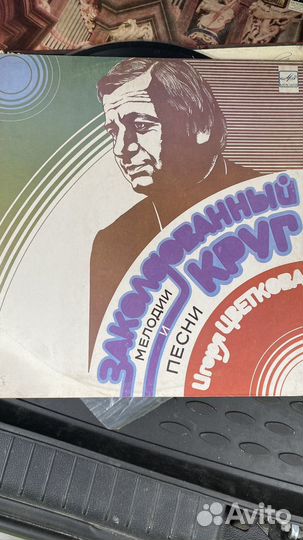 ЗАКОЛДОВАННЫЙ
КРУГ
МЕЛОДИИ
И
ПЕСНИ
Игоря ЦВЕТКОВА
Avito